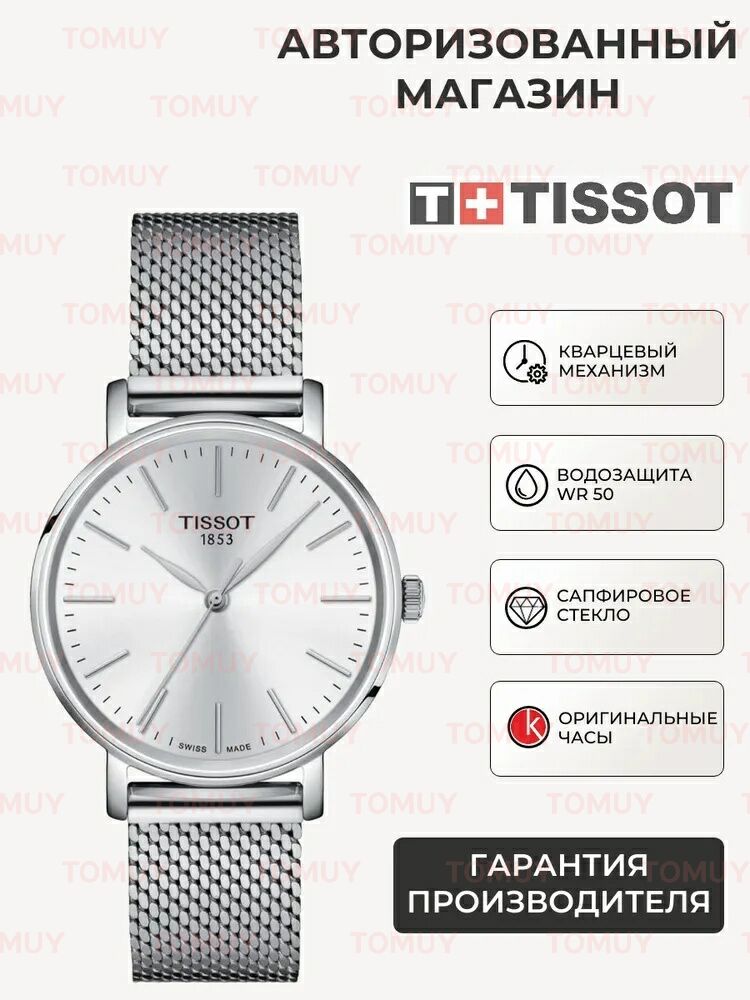 АВТОРИЗОВАННЫЙ
МАГАЗИН
T+TISSOT
КВАРЦЕВЫЙ
МЕХАНИЗМ
ВОДОЗАЩИТА
WR 50
САПФИРОВОЕ
СТЕКЛО
ОРИГИНАЛЬНЫЕ
ЧАСЫ
ГАРАНТИЯ
ПРОИЗВОДИТЕЛЯ
TISSOT
1853
SWISS MADE
TOMUY